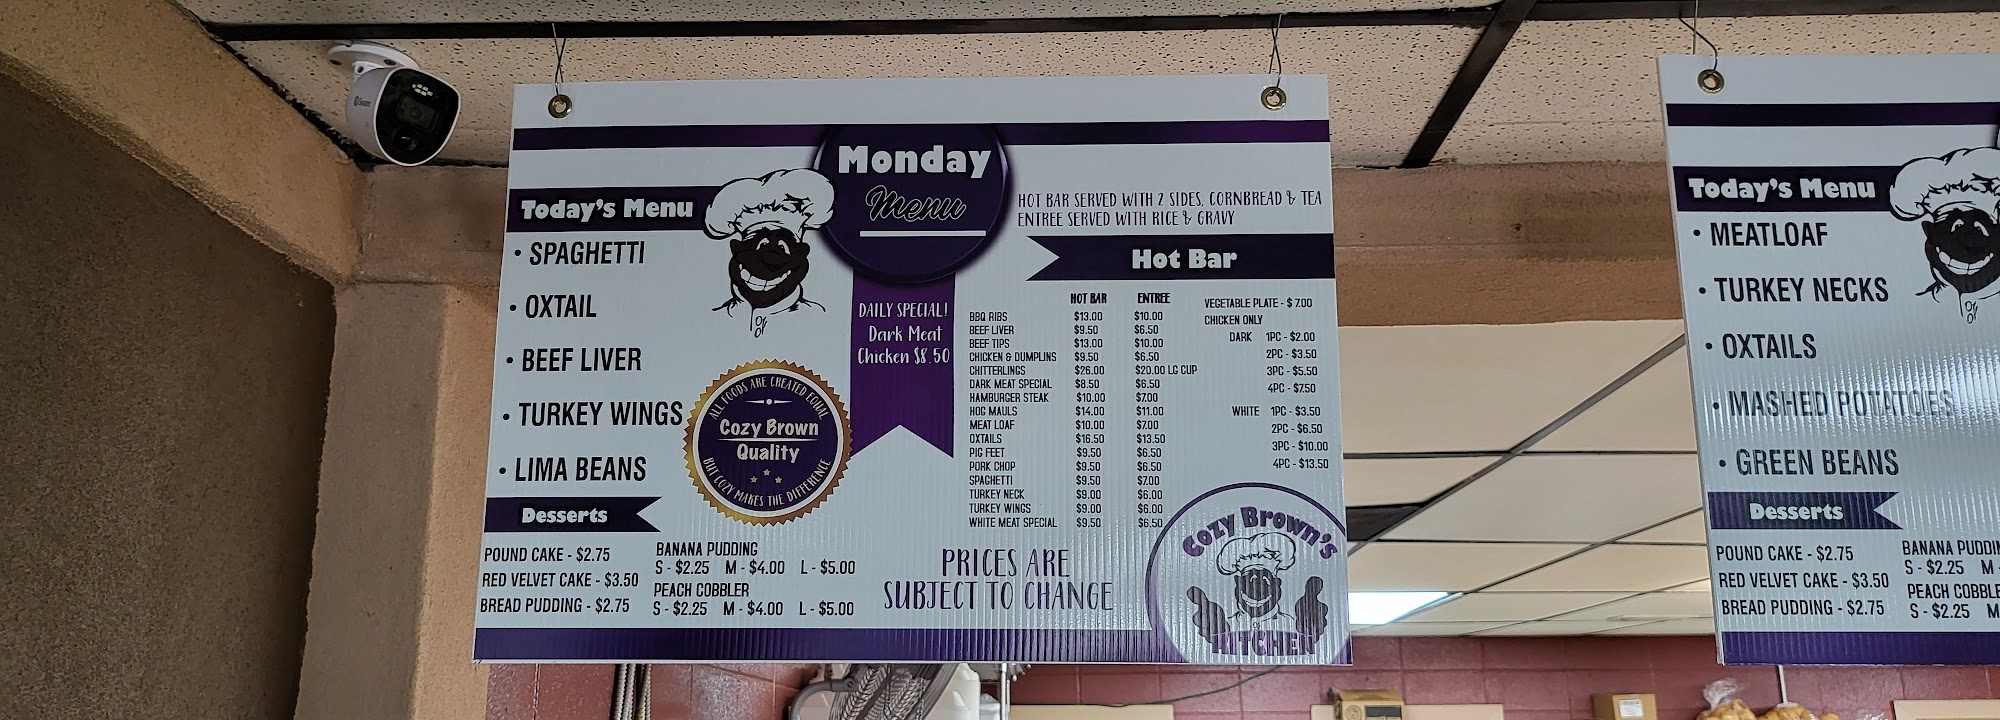 Monday
Menu
Today's Menu
• SPAGHETTI
• OXTAIL
• BEEF LIVER
• TURKEY WINGS
• LIMA BEANS
DAILY SPECIAL!
Dark Meat
Chicken $8.50
ALL FOODS ARE CREATED EQUAL
Cozy Brown
Quality
BUT COZY MAKES THE DIFFERENCE
Desserts
POUND CAKE - $2.75
RED VELVET CAKE - $3.50
BREAD PUDDING - $2.75
BANANA PUDDING
S - $2.25 M - $4.00 L - $5.00
PEACH COBBLER
S - $2.25 M - $4.00 L - $5.00
HOT BAR SERVED WITH 2 SIDES, CORNBREAD & TEA
ENTREE SERVED WITH RICE & GRAVY
Hot Bar
HOT BAR ENTREE
BBQ RIBS $13.00 $10.00
BEEF LIVER $9.50 $6.50
BEEF TIPS $13.00 $10.00
CHICKEN & DUMPLINS $9.50 $6.50
CHITTERLINGS $26.00 $20.00 LG CUP
DARK MEAT SPECIAL $8.50 $6.50
HAMBURGER STEAK $10.00 $7.00
HOG MAULS $14.00 $11.00
MEAT LOAF $10.00 $7.00
OXTAILS $16.50 $13.50
PIG FEET $9.50 $6.50
PORK CHOP $9.50 $6.50
SPAGHETTI $9.50 $7.00
TURKEY NECK $9.00 $6.00
TURKEY WINGS $9.00 $6.00
WHITE MEAT SPECIAL $9.50 $6.50
VEGETABLE PLATE - $ 7.00
CHICKEN ONLY
DARK 1PC - $2.00
2PC - $3.50
3PC - $5.50
4PC - $7.50
WHITE 1PC - $3.50
2PC - $6.50
3PC - $10.00
4PC - $13.50
PRICES ARE
SUBJECT TO CHANGE
Cozy Brown's
KITCHEN
Today's Menu
• MEATLOAF
• TURKEY NECKS
• OXTAILS
• MASHED POTATOES
• GREEN BEANS
Desserts
POUND CAKE - $2.75
RED VELVET CAKE - $3.50
BREAD PUDDING - $2.75
BANANA
S - $2.25 M -
PEACH
S - $2.25 M